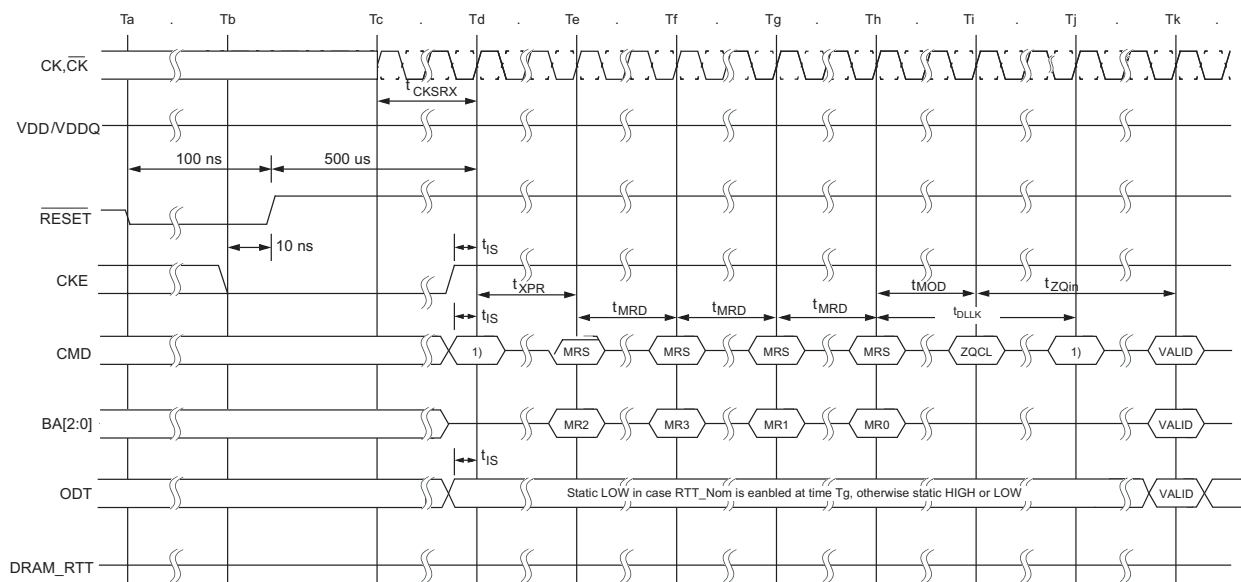 Ta . Tb . Tc . Td . Te . Tf . Tg . Th . Ti . Tj . Tk .
CK,CK
tCKSRX
VDD/VDDQ
100 ns 500 us
RESET
10 ns tIS
CKE
tXPR tMOD tZQin
tIS tMRD tMRD tMRD tDLLK
CMD 1) MRS MRS MRS MRS ZQCL 1) VALID
BA[2:0] MR2 MR3 MR1 MR0 VALID
tIS
ODT Static LOW in case RTT_Nom is eanbled at time Tg, otherwise static HIGH or LOW VALID
DRAM_RTT